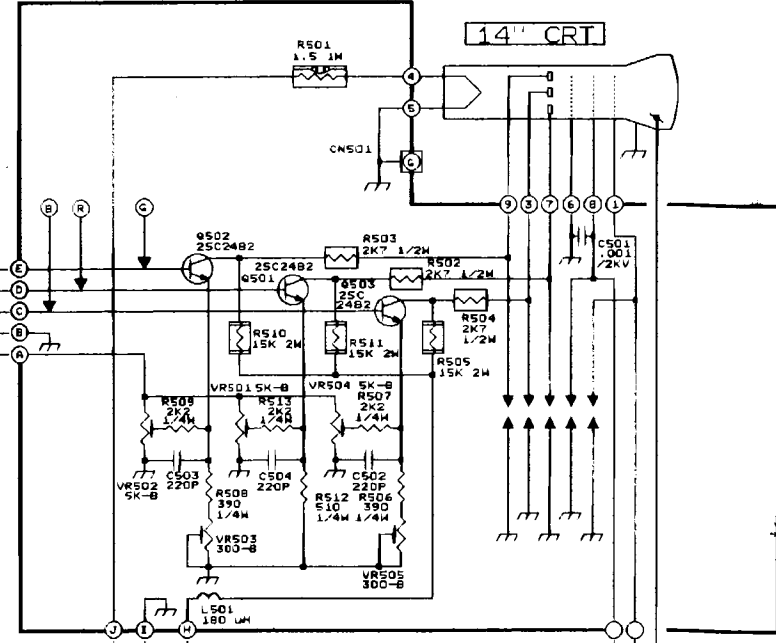 14" CRT
R501
1.5 1W
4
5
CN501
G
9 3 7 6 8 1
B R G
Q502
2SC2482
R503
2K7 1/2W
2SC2482
Q501
R502
2K7 1/2W
Q503
2SC
2482
C501
.001
/2KV
E
D
C
B
A
R504
2K7
1/2W
R510
15K 2W
R511
15K 2W
R505
15K 2W
VR501 5K-B
VR504 5K-B
R509
2K2
1/4W
R513
2K2
1/4W
R507
2K2
1/4W
VR502
5K-B
C503
220P
C504
220P
C502
220P
R508
390
1/4W
R512
510
1/4W
R506
390
1/4W
VR503
300-B
VR505
300-B
L501
180 uH
J I H